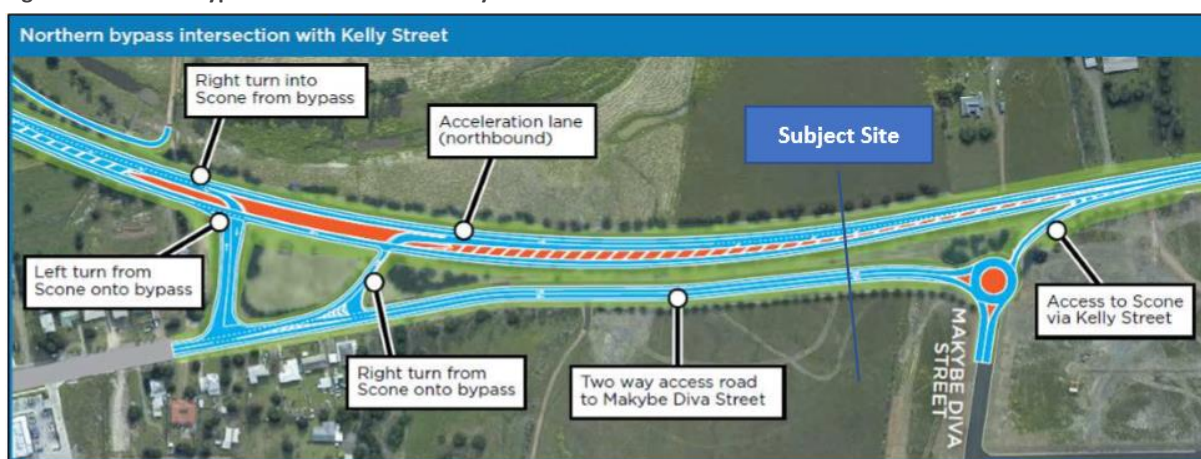 Northern bypass intersection with Kelly Street
Right turn into
Scone from bypass
Acceleration lane
(northbound)
Subject Site
Left turn from
Scone onto bypass
Right turn from
Scone onto bypass
Two way access road
to Makybe Diva Street
MAKYBE DIVA
STREET
Access to Scone
via Kelly Street